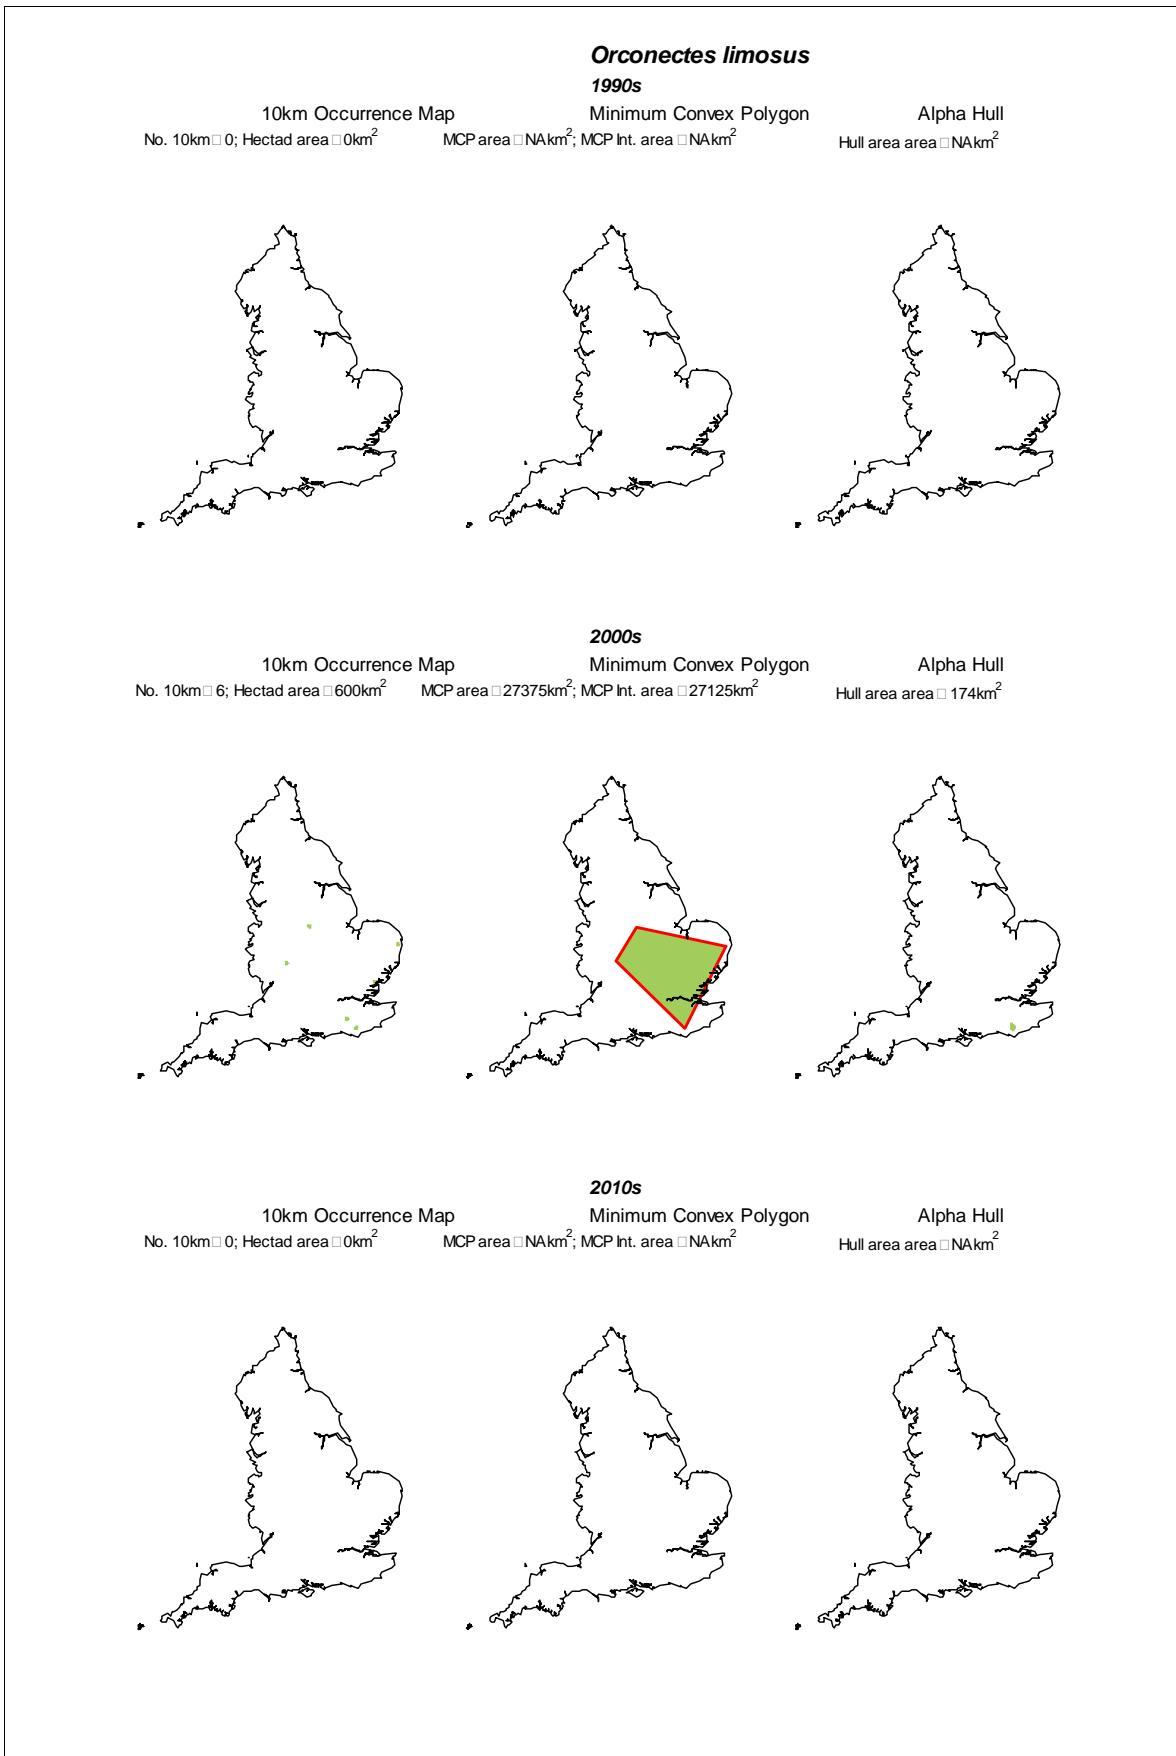 Orconectes limosus
1990s
10km Occurrence Map Minimum Convex Polygon Alpha Hull
No. 10km□0; Hectad area □0km² MCP area □NAkm²; MCP Int. area □NAkm² Hull area area □NAkm²
2000s
10km Occurrence Map Minimum Convex Polygon Alpha Hull
No. 10km□6; Hectad area □600km² MCP area □27375km²; MCP Int. area □27125km² Hull area area □174km²
2010s
10km Occurrence Map Minimum Convex Polygon Alpha Hull
No. 10km□0; Hectad area □0km² MCP area □NAkm²; MCP Int. area □NAkm² Hull area area □NAkm²